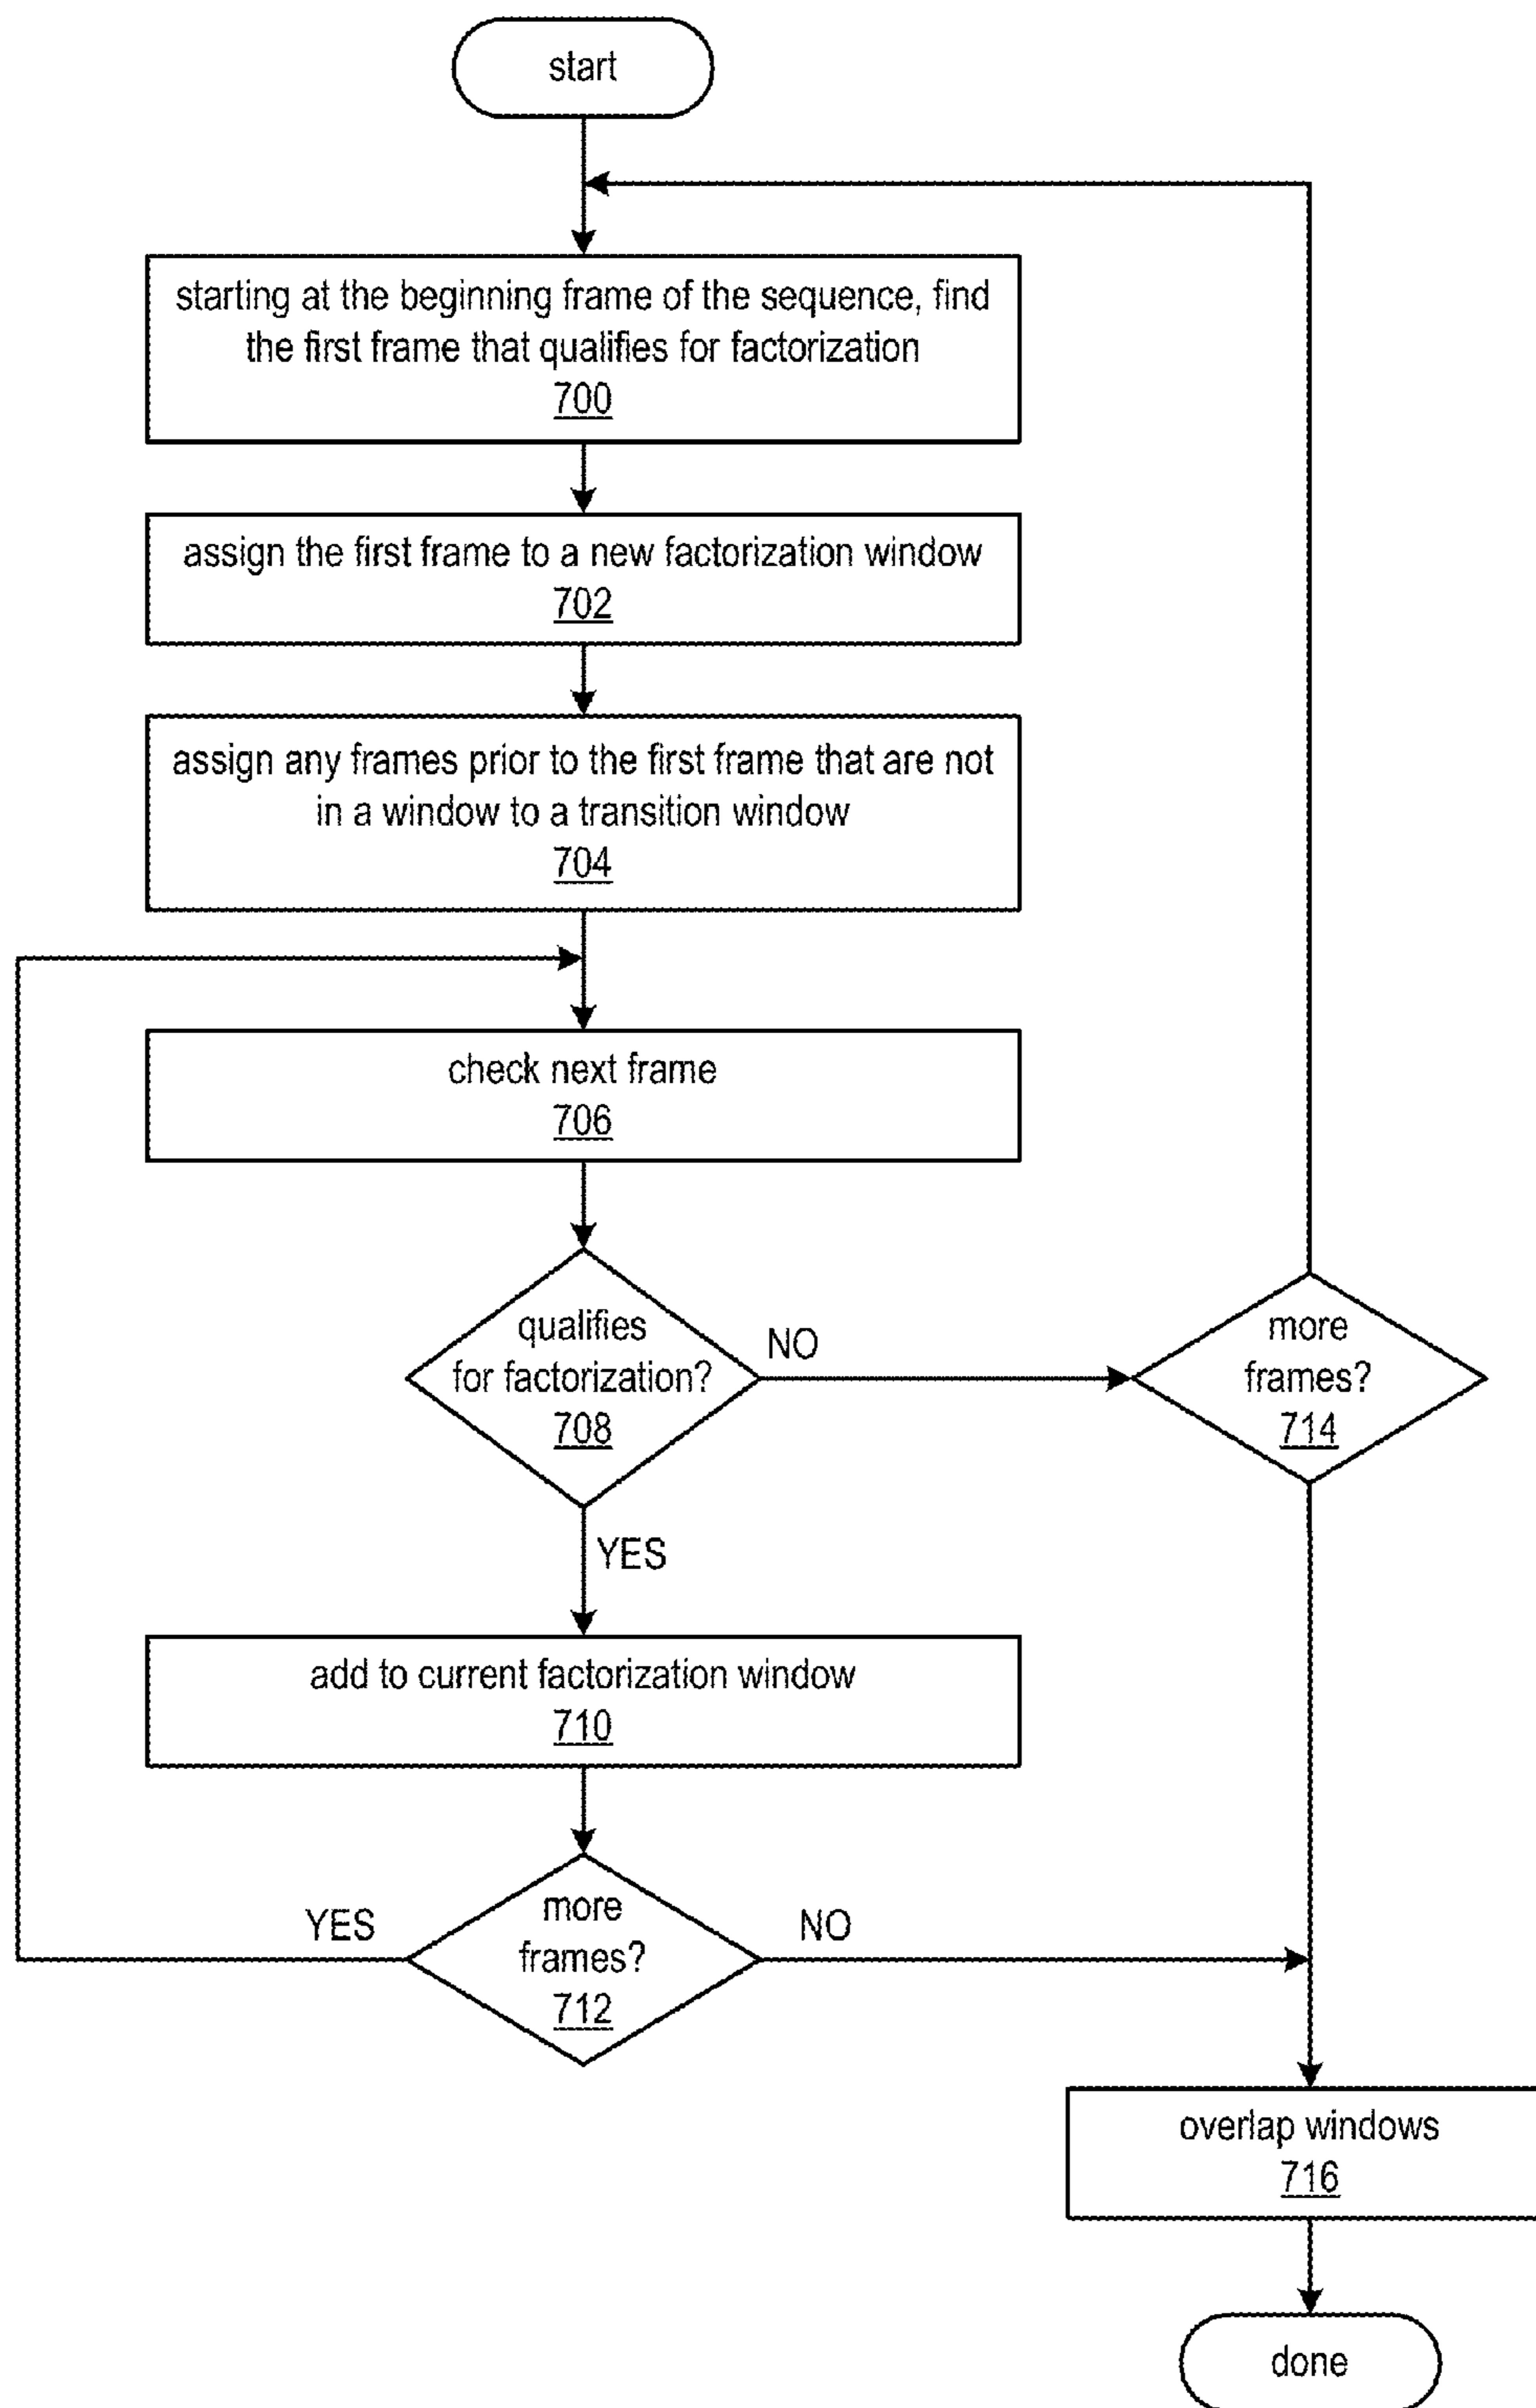 start
starting at the beginning frame of the sequence, find
the first frame that qualifies for factorization
700
assign the first frame to a new factorization window
702
assign any frames prior to the first frame that are not
in a window to a transition window
704
check next frame
706
qualifies
for factorization?
708
NO
more
frames?
714
YES
add to current factorization window
710
YES
more
frames?
712
NO
overlap windows
716
done